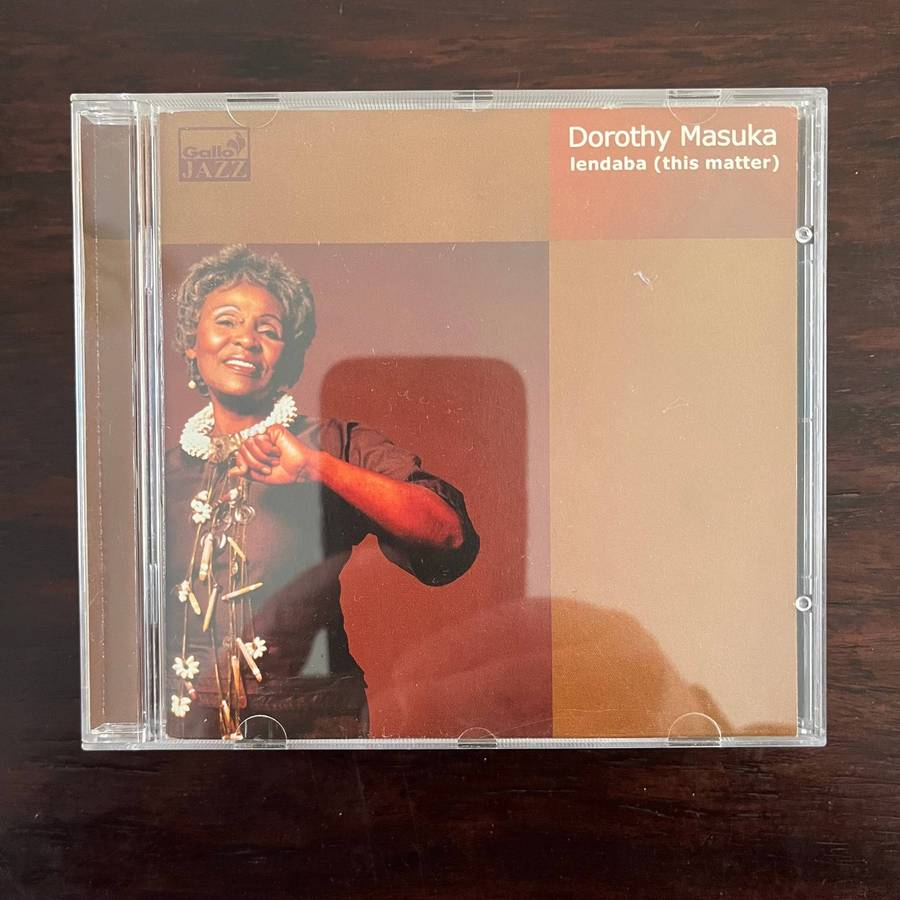 Gallo
JAZZ
Dorothy Masuka
lendaba (this matter)